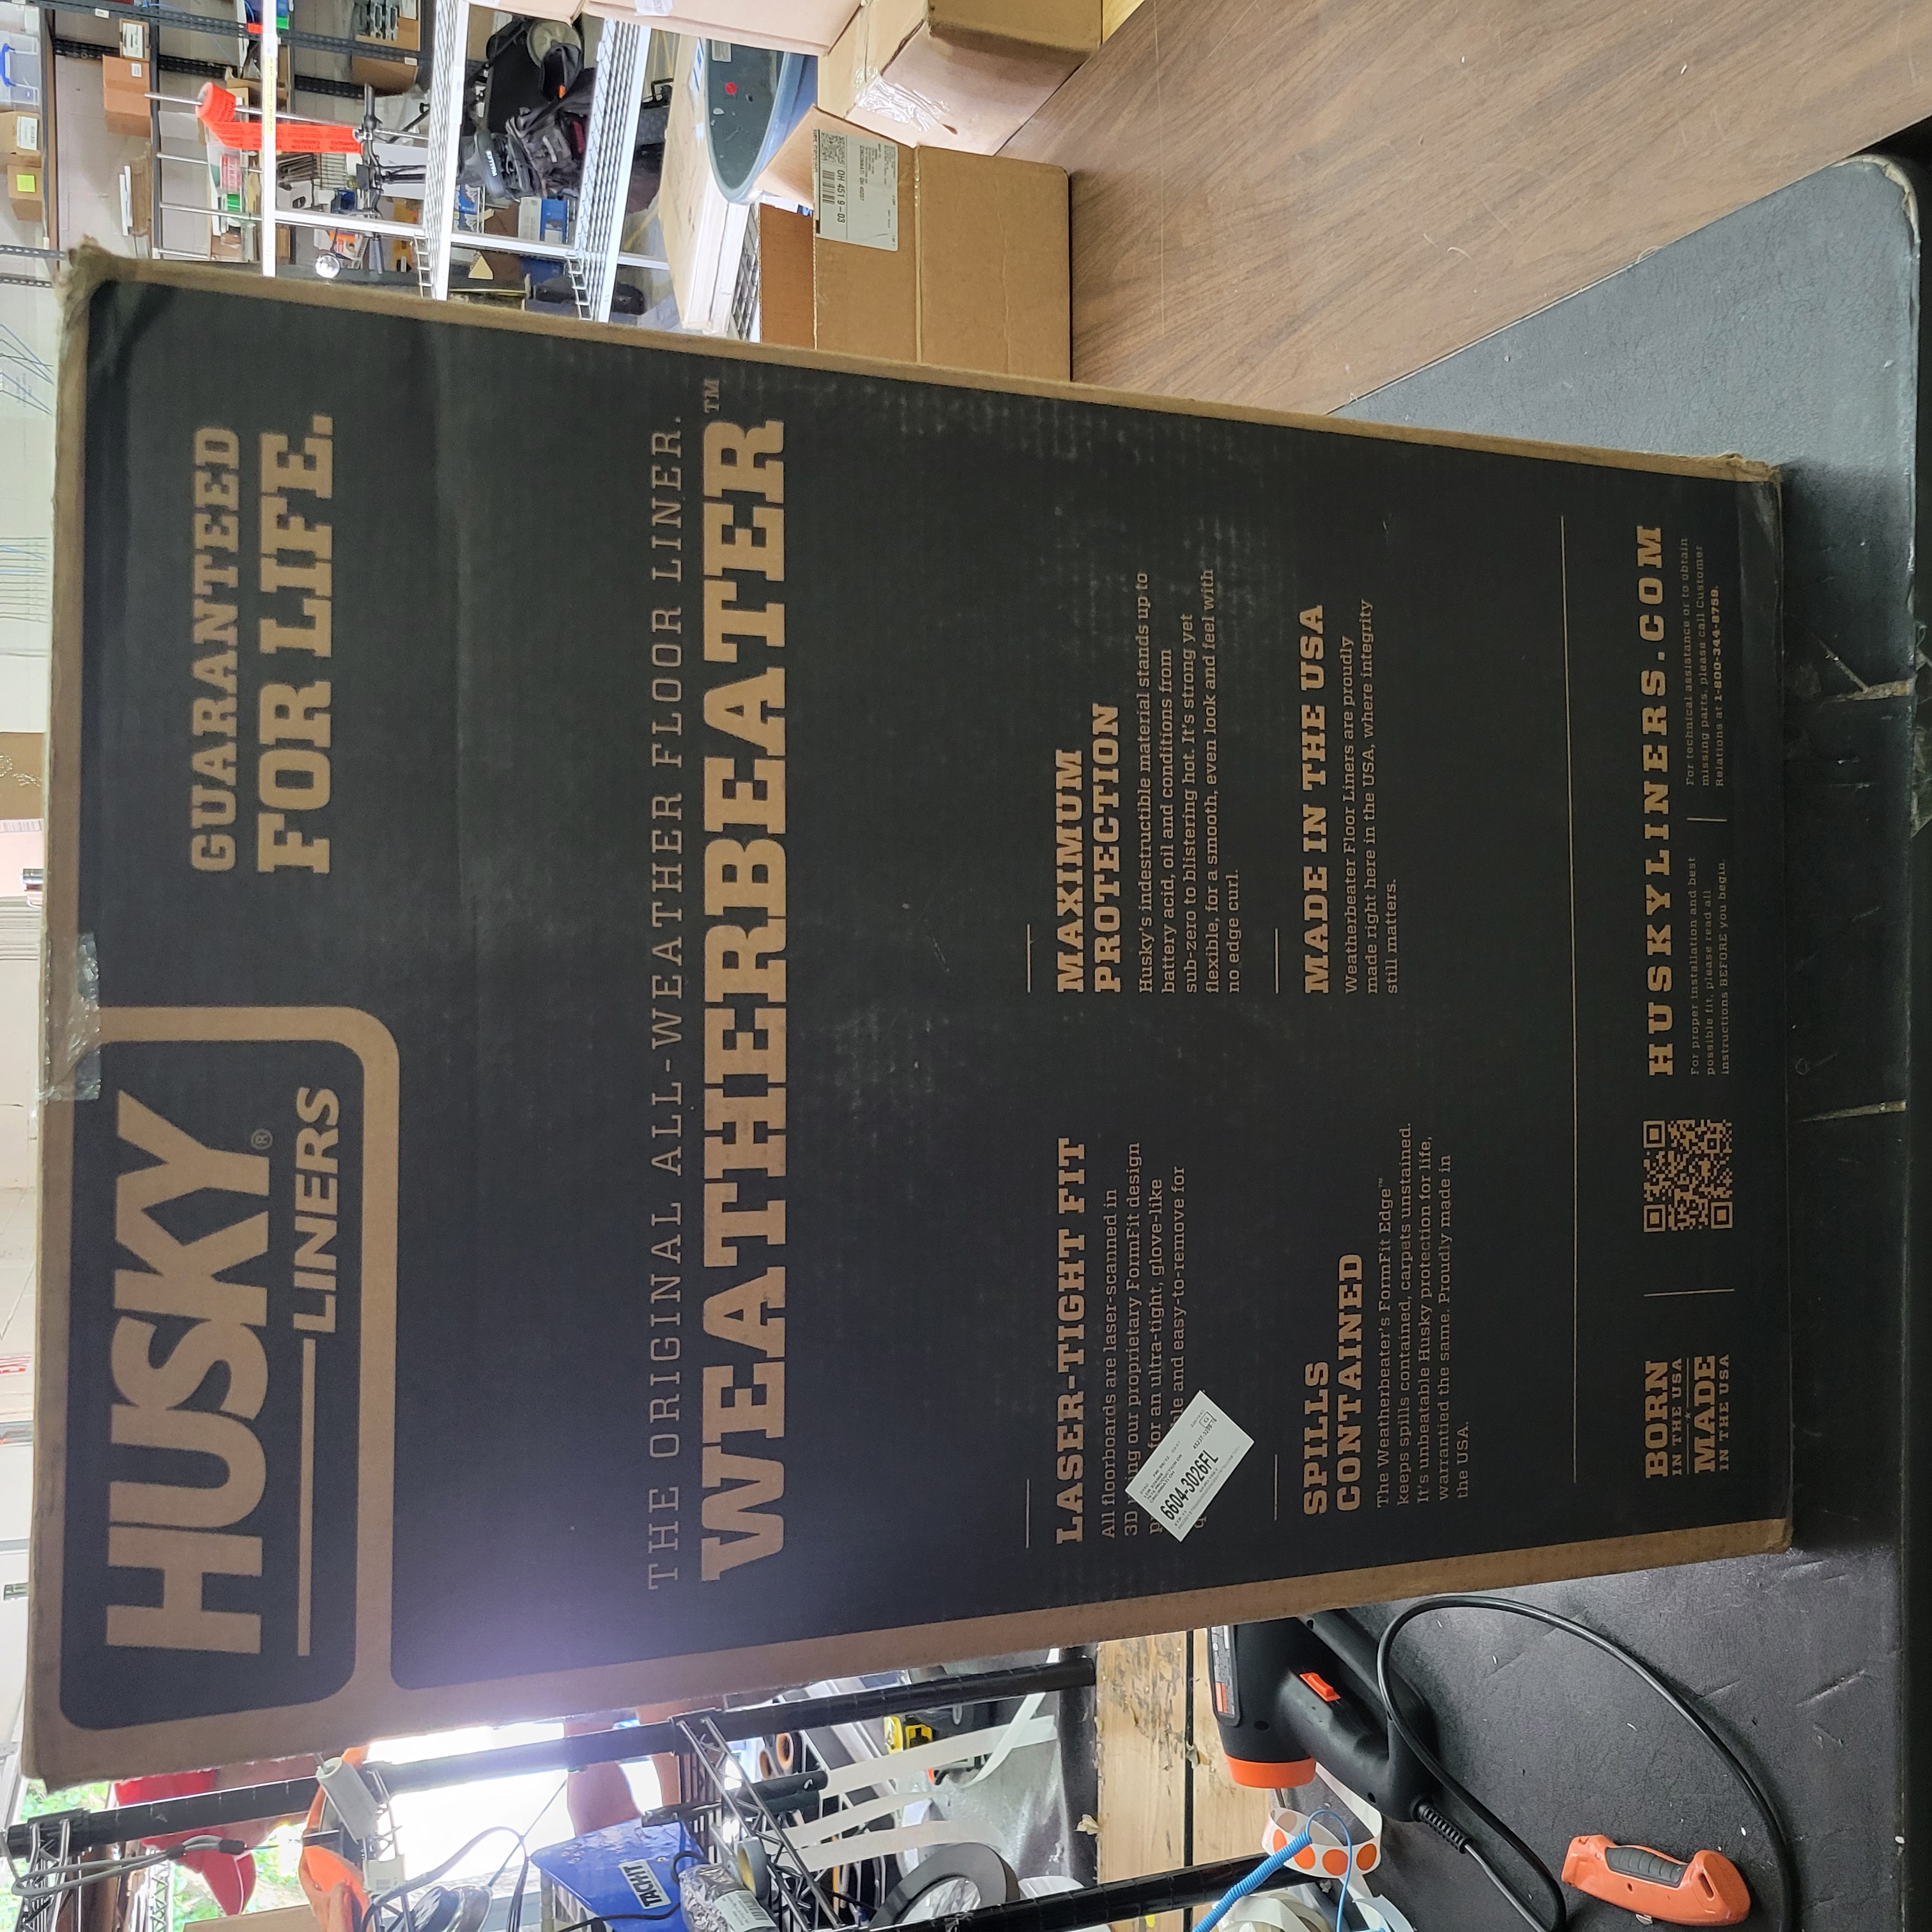 HUSKY®
LINERS
GUARANTEED
FOR LIFE.
THE ORIGINAL ALL-WEATHER FLOOR LINER.
WEATHERBEATER™
LASER-TIGHT FIT
All floorboards are laser-scanned in
3D using our proprietary FormFit design
for an ultra-tight, glove-like
and easy-to-remove for
MAXIMUM
PROTECTION
Husky's indestructible material stands up to
battery acid, oil and conditions from
sub-zero to blistering hot. It's strong yet
flexible, for a smooth, even look and feel with
no edge curl.
SPILLS
CONTAINED
The Weatherbeater's FormFit Edge™
keeps spills contained, carpets unstained.
It's unbeatable Husky protection for life,
warrantied the same. Proudly made in
the USA.
MADE IN THE USA
Weatherbeater Floor Liners are proudly
made right here in the USA, where integrity
still matters.
BORN
IN THE USA
MADE
IN THE USA
HUSKYLINERS.COM
For proper installation and best
possible fit, please read all
instructions BEFORE you begin.
For technical assistance or to obtain
missing parts, please call Customer
Relations at 1-800-344-8759.
6604-3026FL
TACHIT